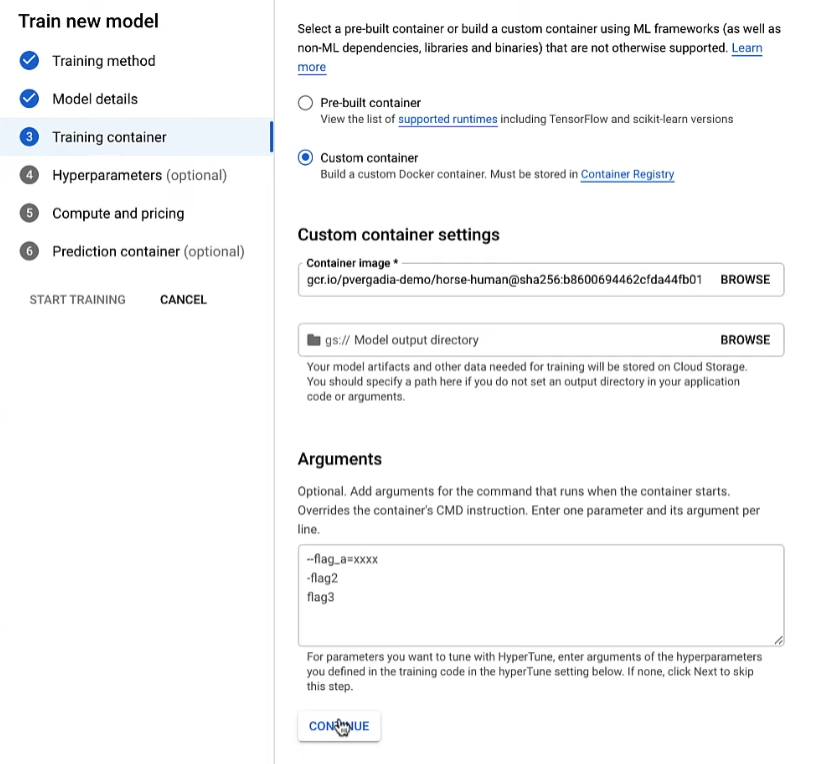 Train new model
Training method
Model details
3 Training container
4 Hyperparameters (optional)
5 Compute and pricing
6 Prediction container (optional)
START TRAINING CANCEL
Select a pre-built container or build a custom container using ML frameworks (as well as
non-ML dependencies, libraries and binaries) that are not otherwise supported. Learn
more
Pre-built container
View the list of supported runtimes including TensorFlow and scikit-learn versions
Custom container
Build a custom Docker container. Must be stored in Container Registry
Custom container settings
Container image *
gcr.io/pvergadia-demo/horse-human@sha256:b8600694462cfda44fb01 BROWSE
gs:// Model output directory BROWSE
Your model artifacts and other data needed for training will be stored on Cloud Storage.
You should specify a path here if you do not set an output directory in your application
code or arguments.
Arguments
Optional. Add arguments for the command that runs when the container starts.
Overrides the container's CMD instruction. Enter one parameter and its argument per
line.
--flag_a=xxxx
-flag2
flag3
For parameters you want to tune with HyperTune, enter arguments of the hyperparameters
you defined in the training code in the hyperTune setting below. If none, click Next to skip
this step.
CONTINUE